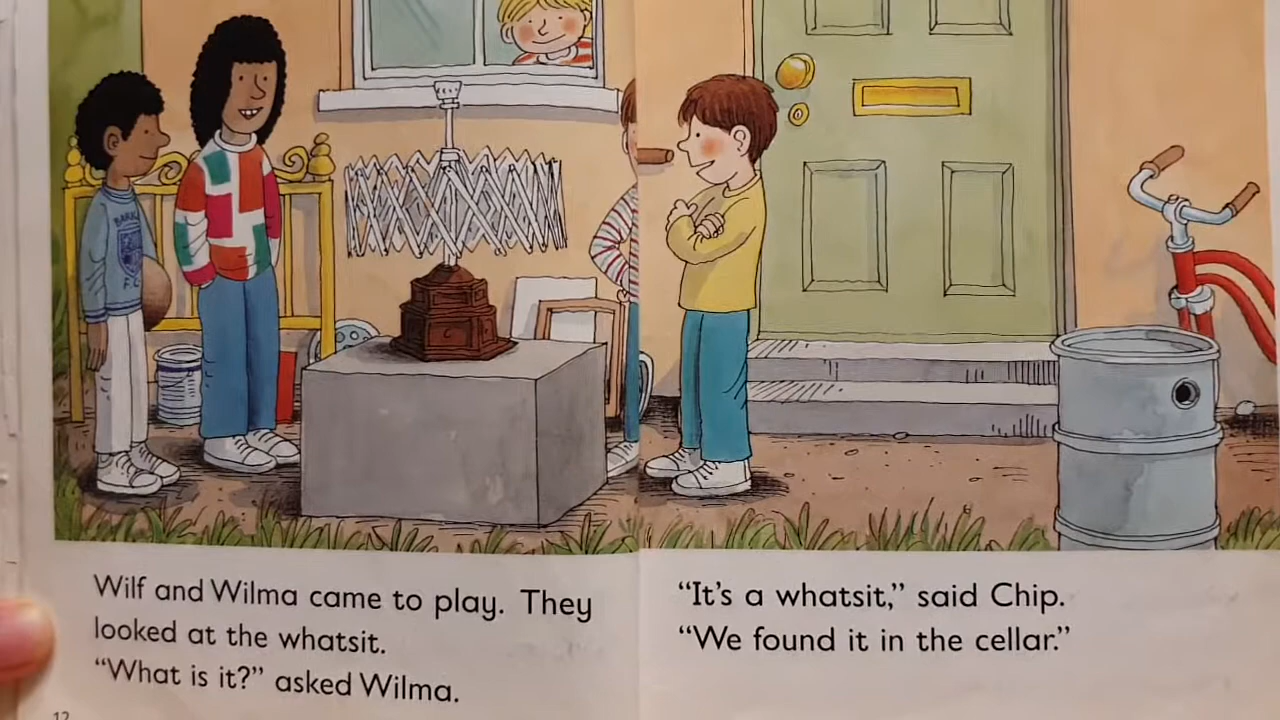 BARK
F.C
Wilf and Wilma came to play. They
looked at the whatsit.
“What is it?” asked Wilma.
12
“It’s a whatsit,” said Chip.
“We found it in the cellar.”